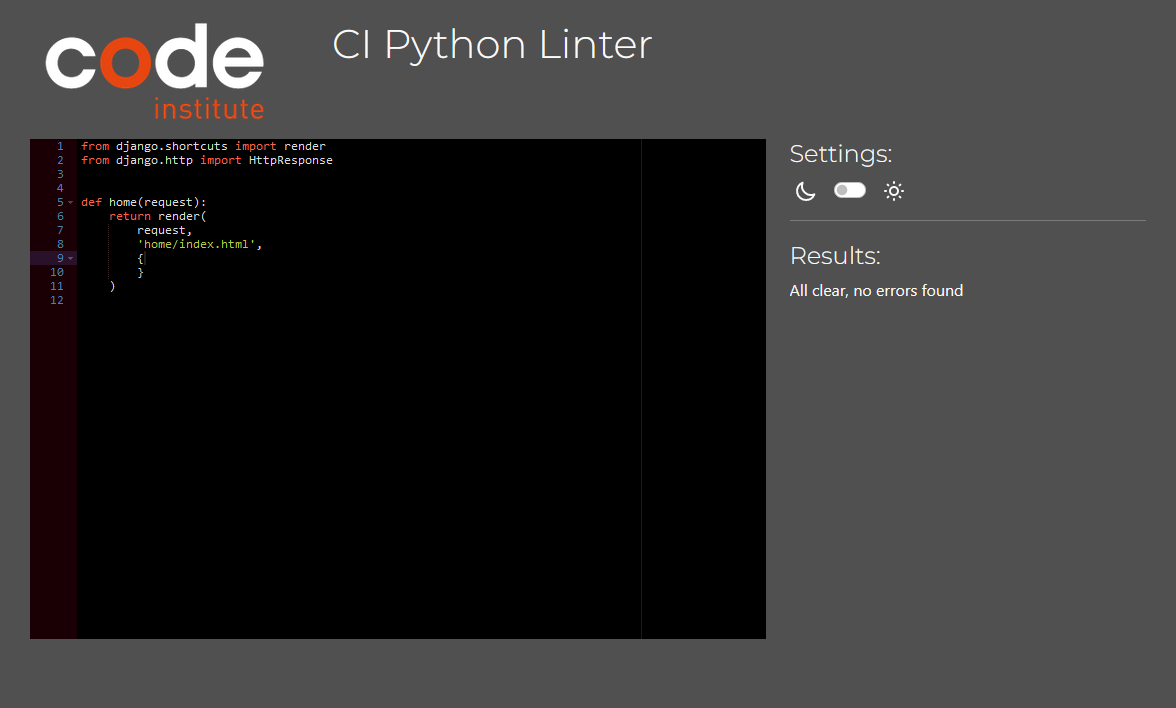 code
institute
CI Python Linter
1 from django.shortcuts import render
2 from django.http import HttpResponse
3
4
5 def home(request):
6     return render(
7         request,
8         'home/index.html',
9         {
10         }
11     )
12
Settings:
Results:
All clear, no errors found